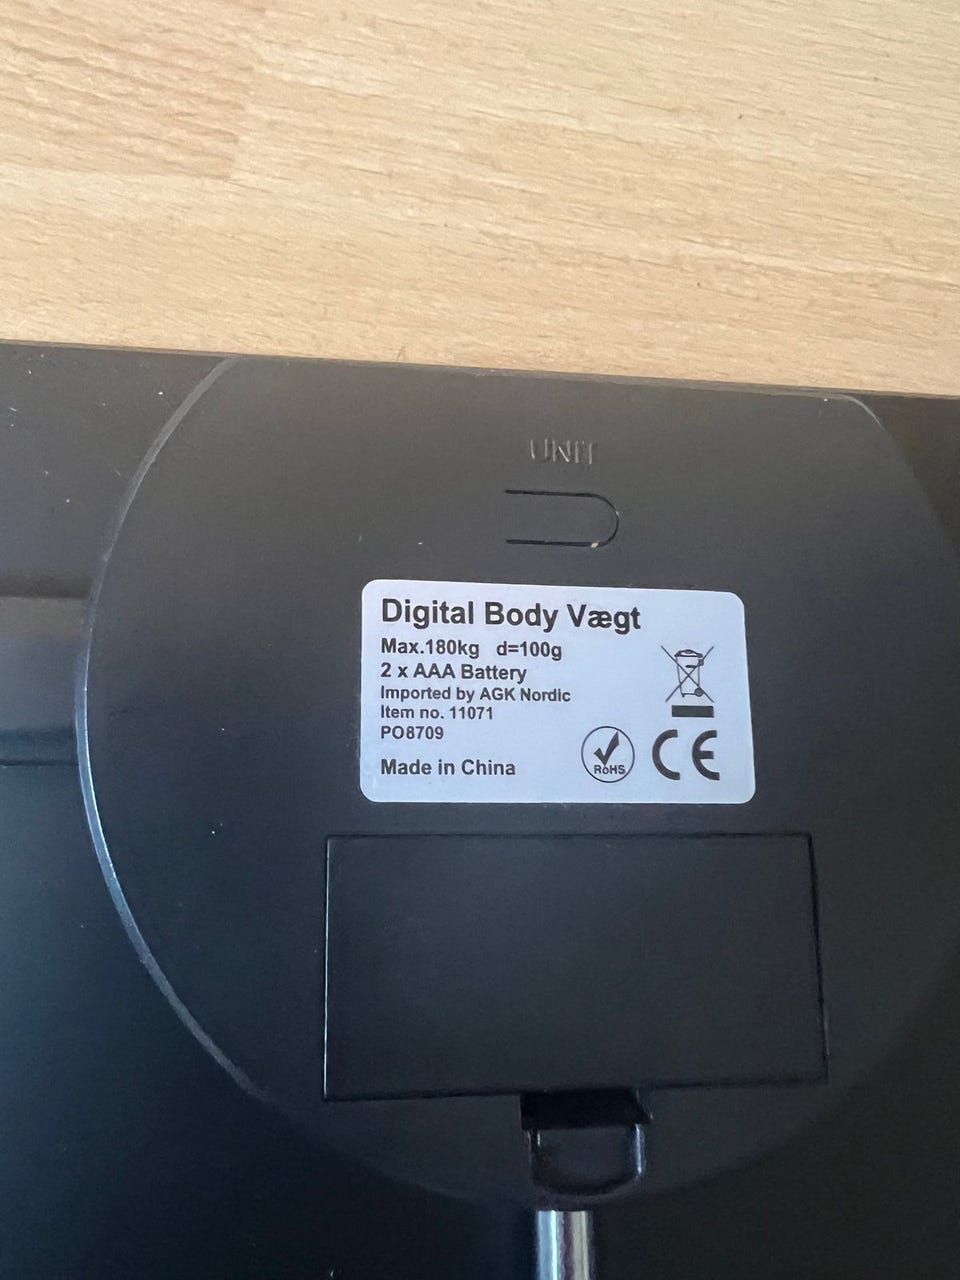 UNIT
Digital Body Vægt
Max.180kg d=100g
2 x AAA Battery
Imported by AGK Nordic
Item no. 11071
PO8709
Made in China
RoHS
CE